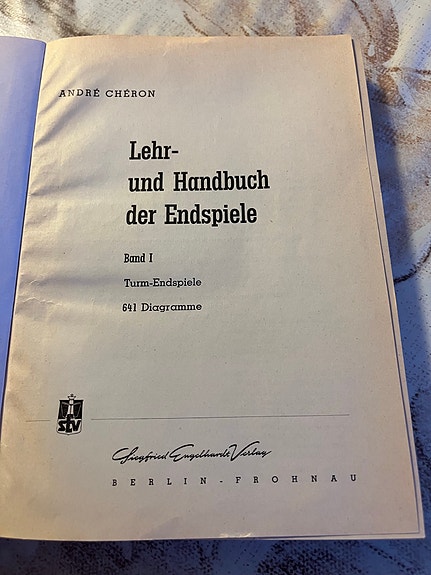 ANDRÉ CHÉRON
Lehr-
und Handbuch
der Endspiele
Band I
Turm-Endspiele
641 Diagramme
stv
Siegfried Engelhardt Verlag
BERLIN-FROHNAU